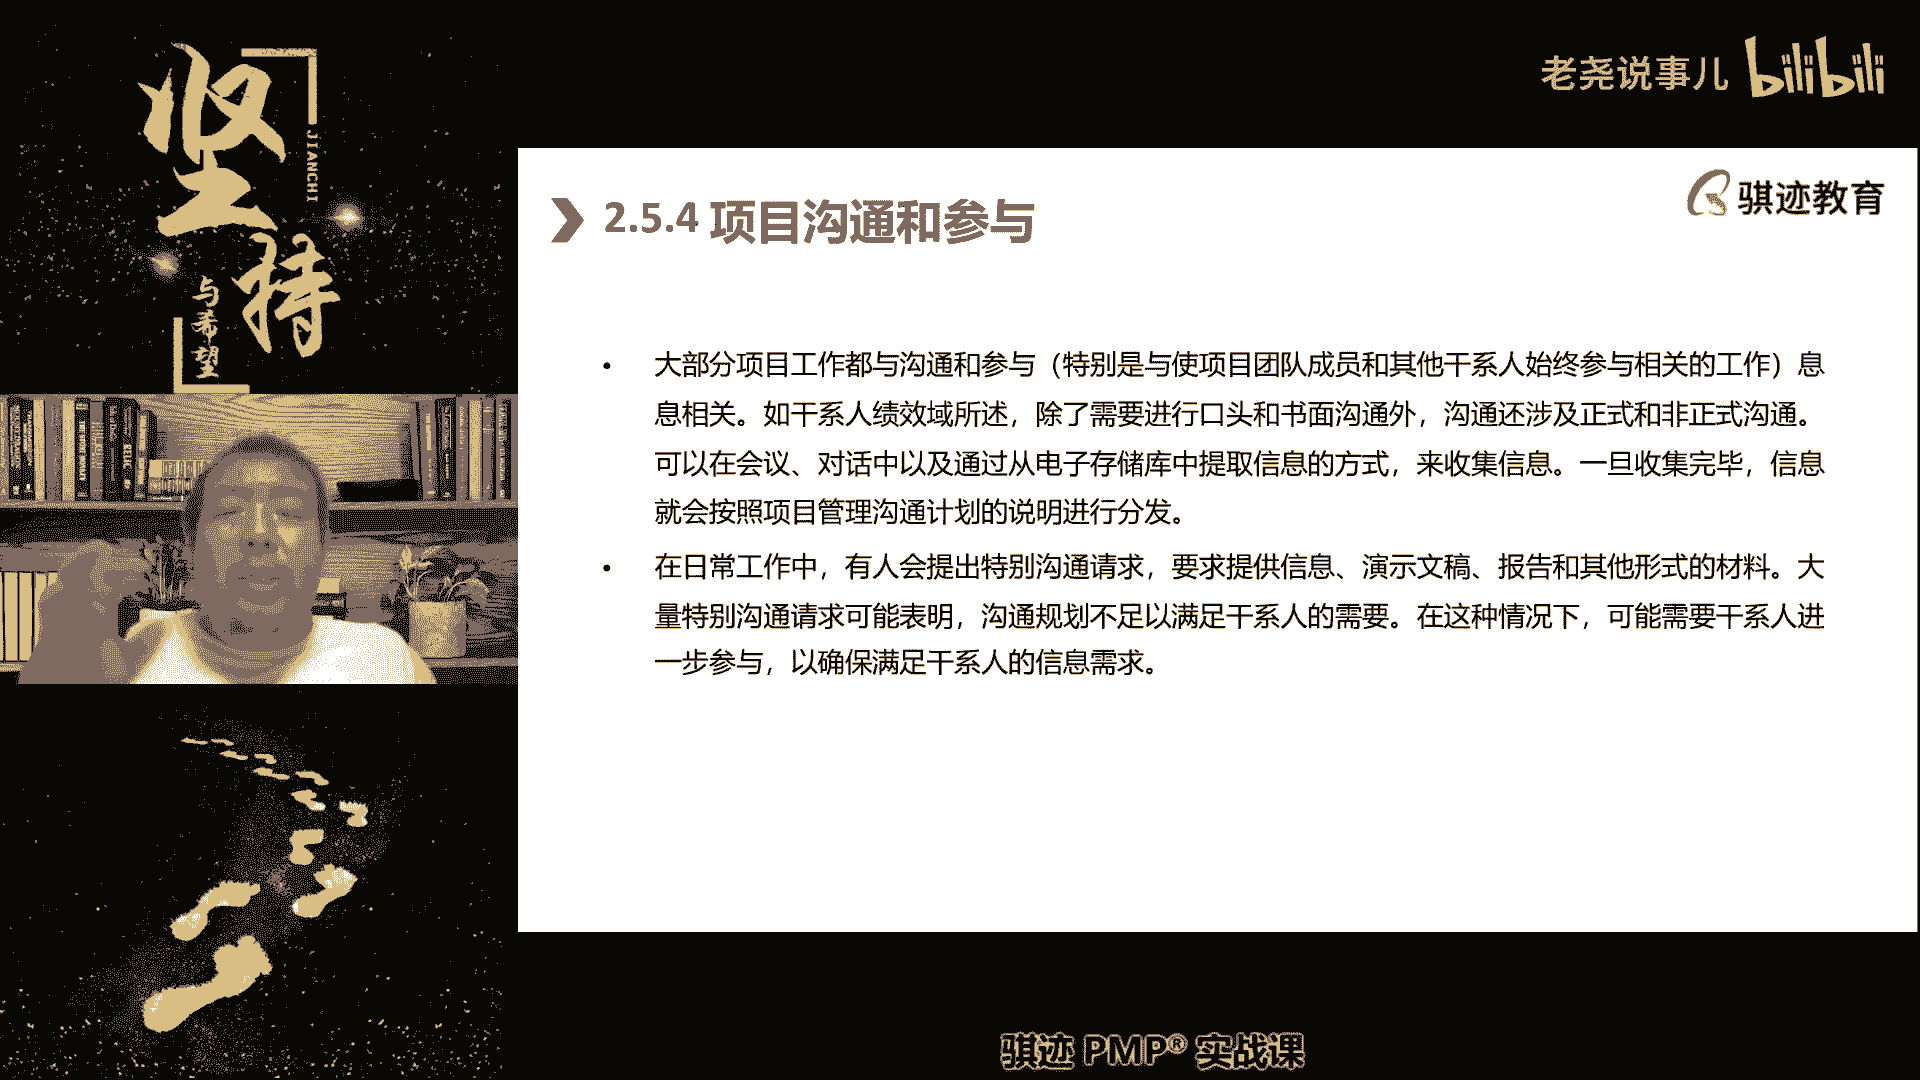 坚持
JIANCHI
与希望
老尧说事儿 bilibili
骐迹教育
2.5.4 项目沟通和参与
• 大部分项目工作都与沟通和参与（特别是与使项目团队成员和其他干系人始终参与相关的工作）息
息相关。如干系人绩效域所述，除了需要进行口头和书面沟通外，沟通还涉及正式和非正式沟通。
可以在会议、对话中以及通过从电子存储库中提取信息的方式，来收集信息。一旦收集完毕，信息
就会按照项目管理沟通计划的说明进行分发。
• 在日常工作中，有人会提出特别沟通请求，要求提供信息、演示文稿、报告和其他形式的材料。大
量特别沟通请求可能表明，沟通规划不足以满足干系人的需要。在这种情况下，可能需要干系人进
一步参与，以确保满足干系人的信息需求。
骐迹 PMP® 实战课